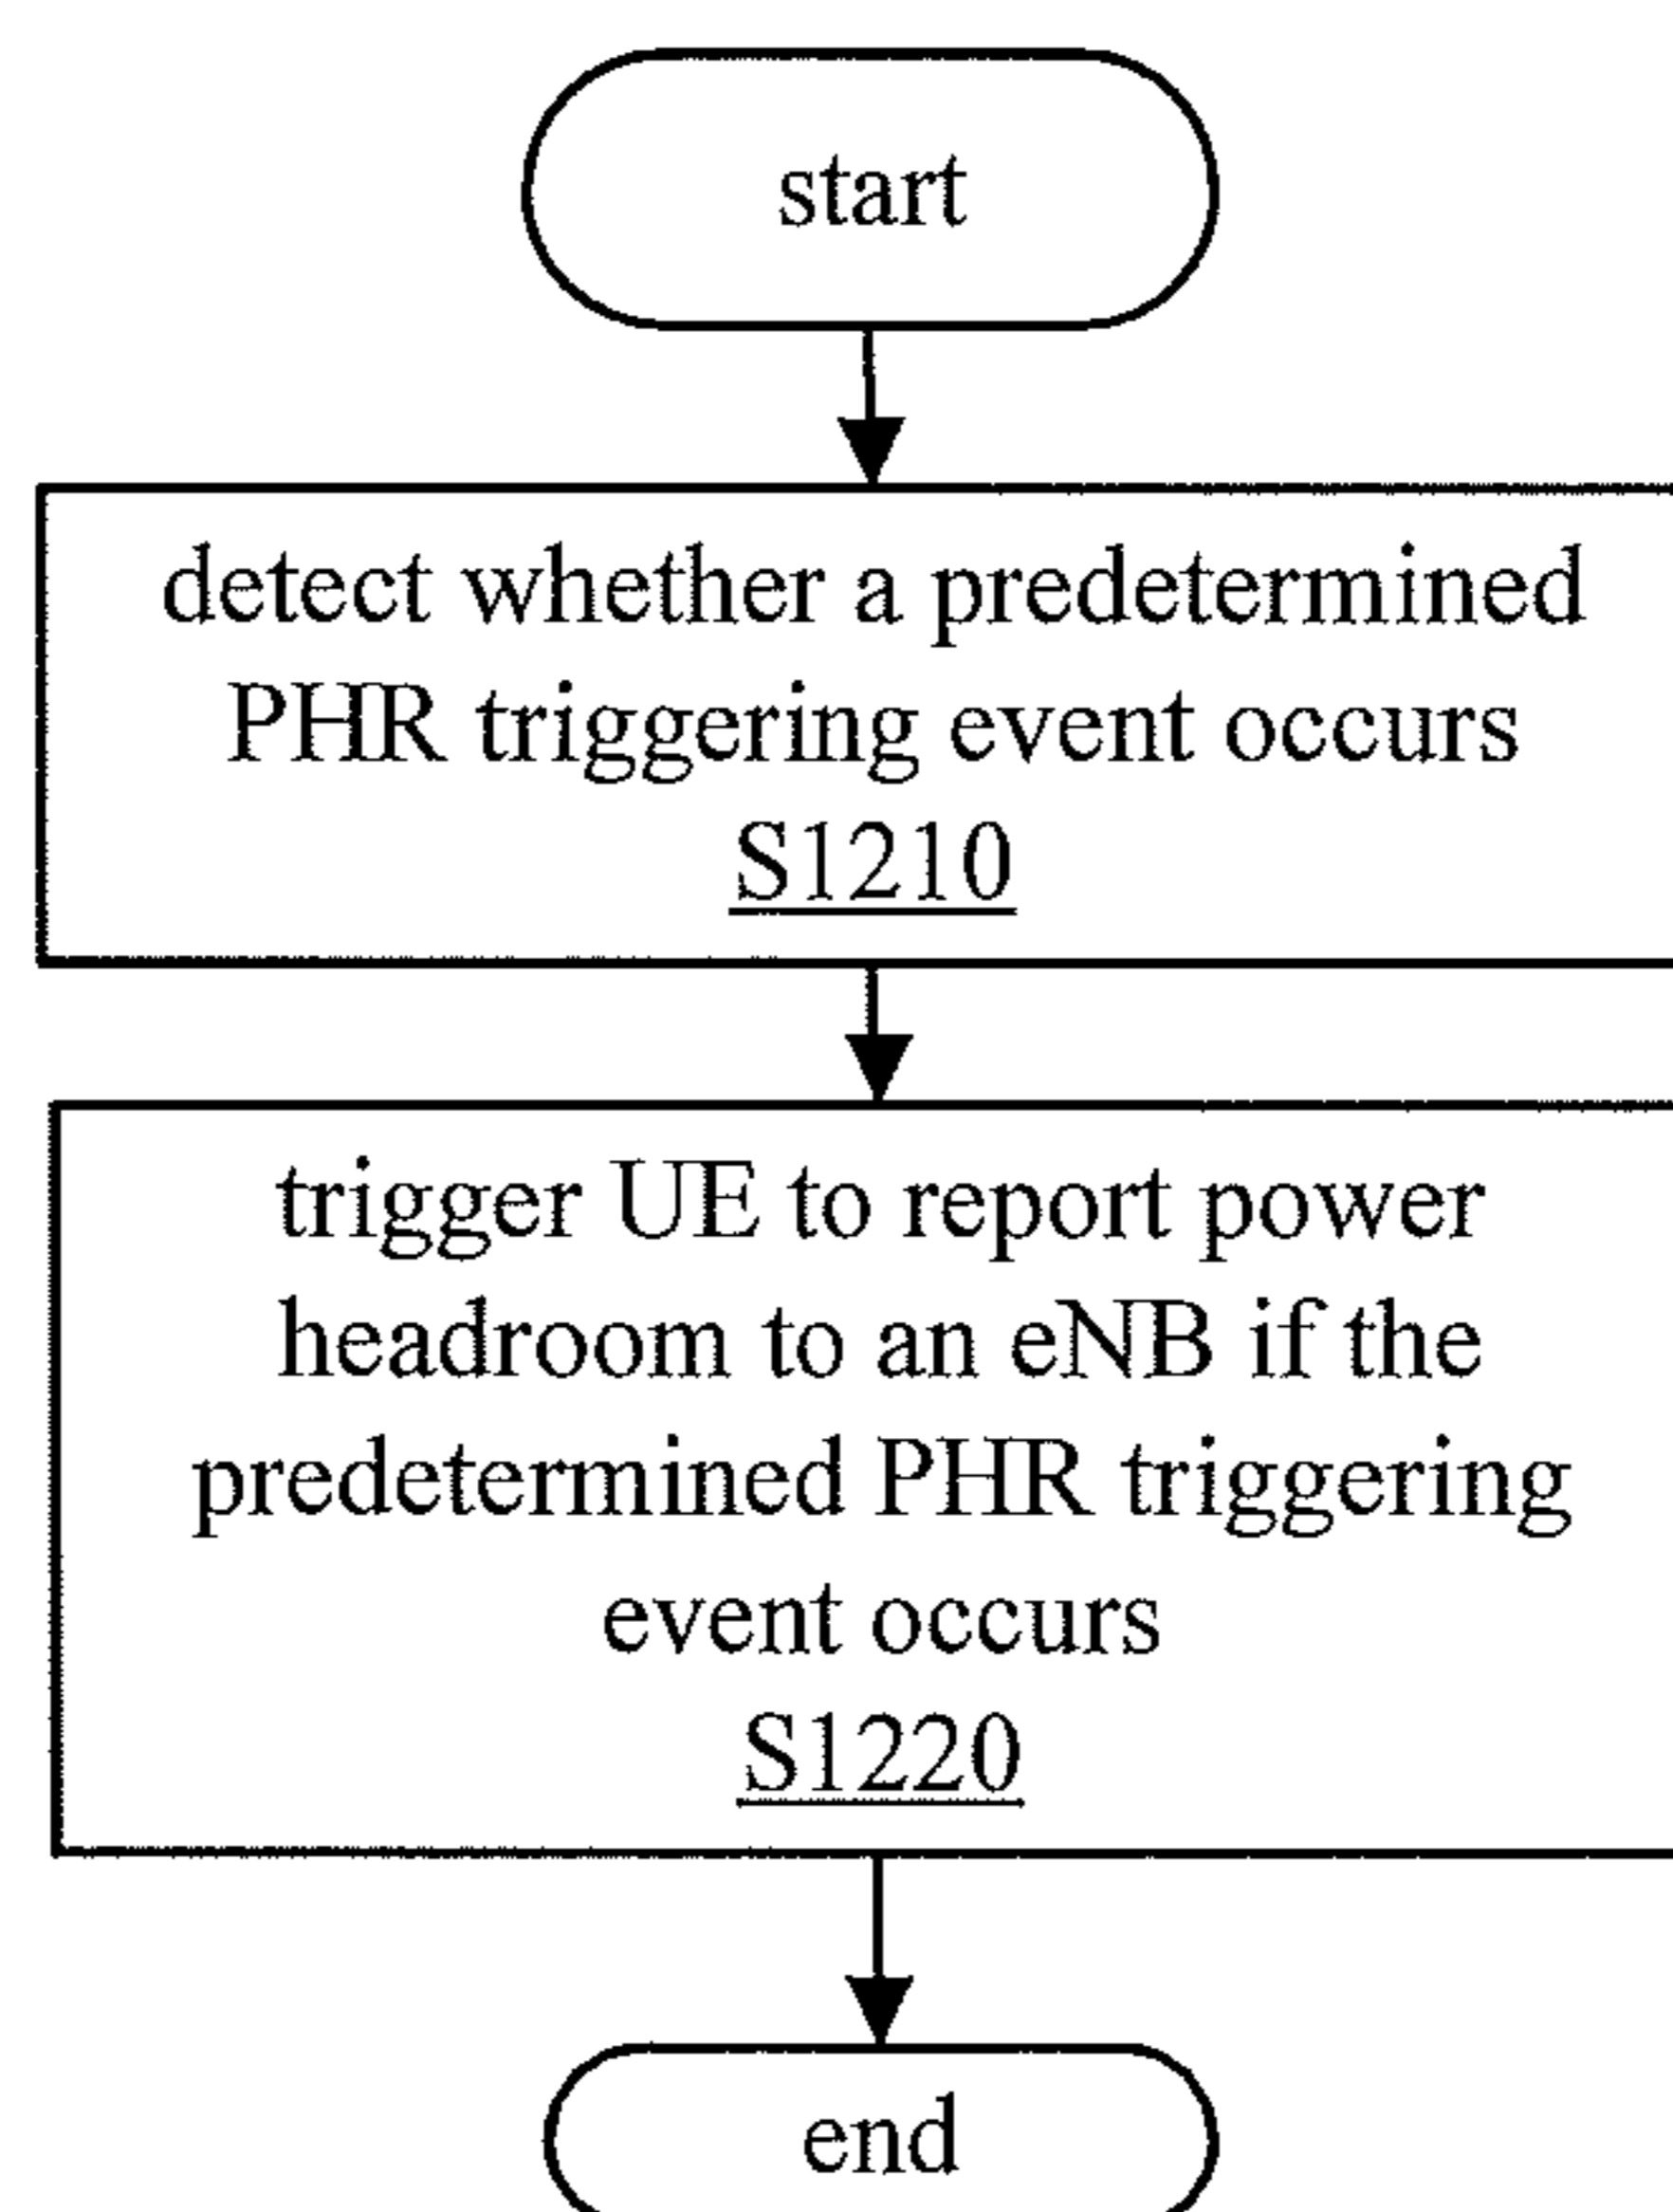 start
detect whether a predetermined
PHR triggering event occurs
S1210
trigger UE to report power
headroom to an eNB if the
predetermined PHR triggering
event occurs
S1220
end